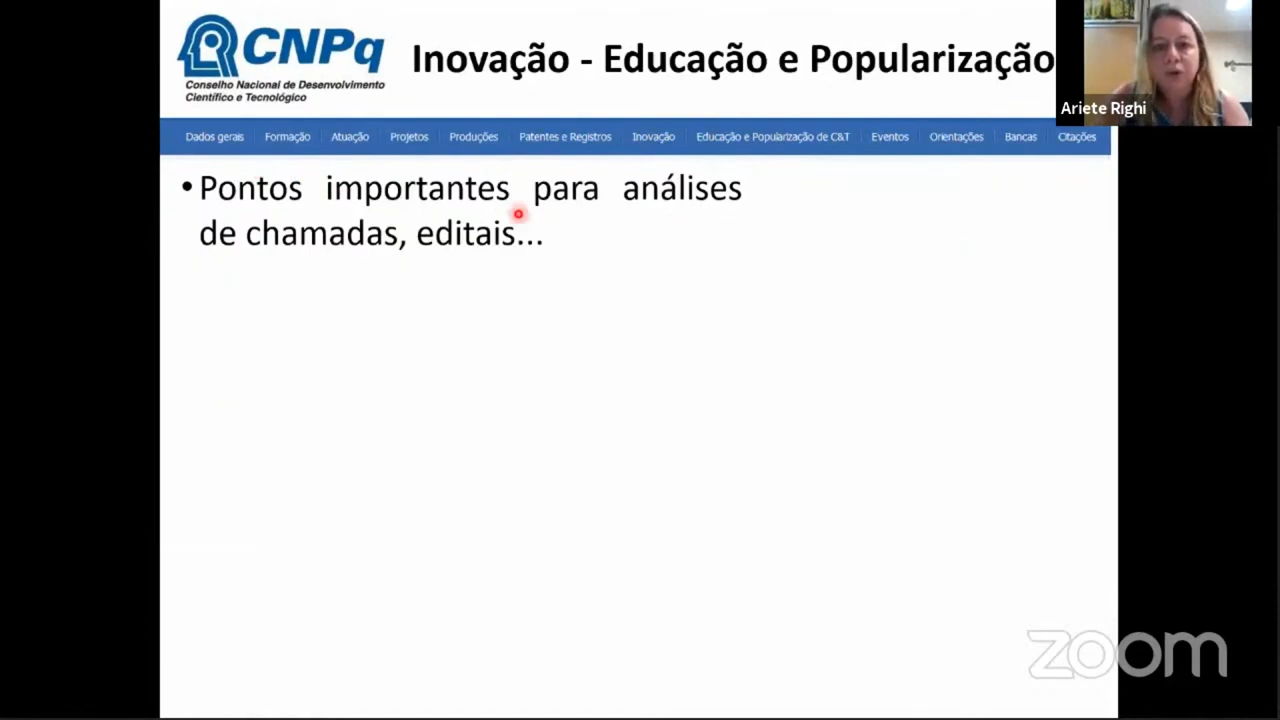 CNPq
Conselho Nacional de Desenvolvimento
Científico e Tecnológico
Inovação - Educação e Popularização
Ariete Righi
Dados gerais Formação Atuação Projetos Produções Patentes e Registros Inovação Educação e Popularização de C&T Eventos Orientações Bancas Citações
• Pontos importantes para análises
de chamadas, editais...
zoom